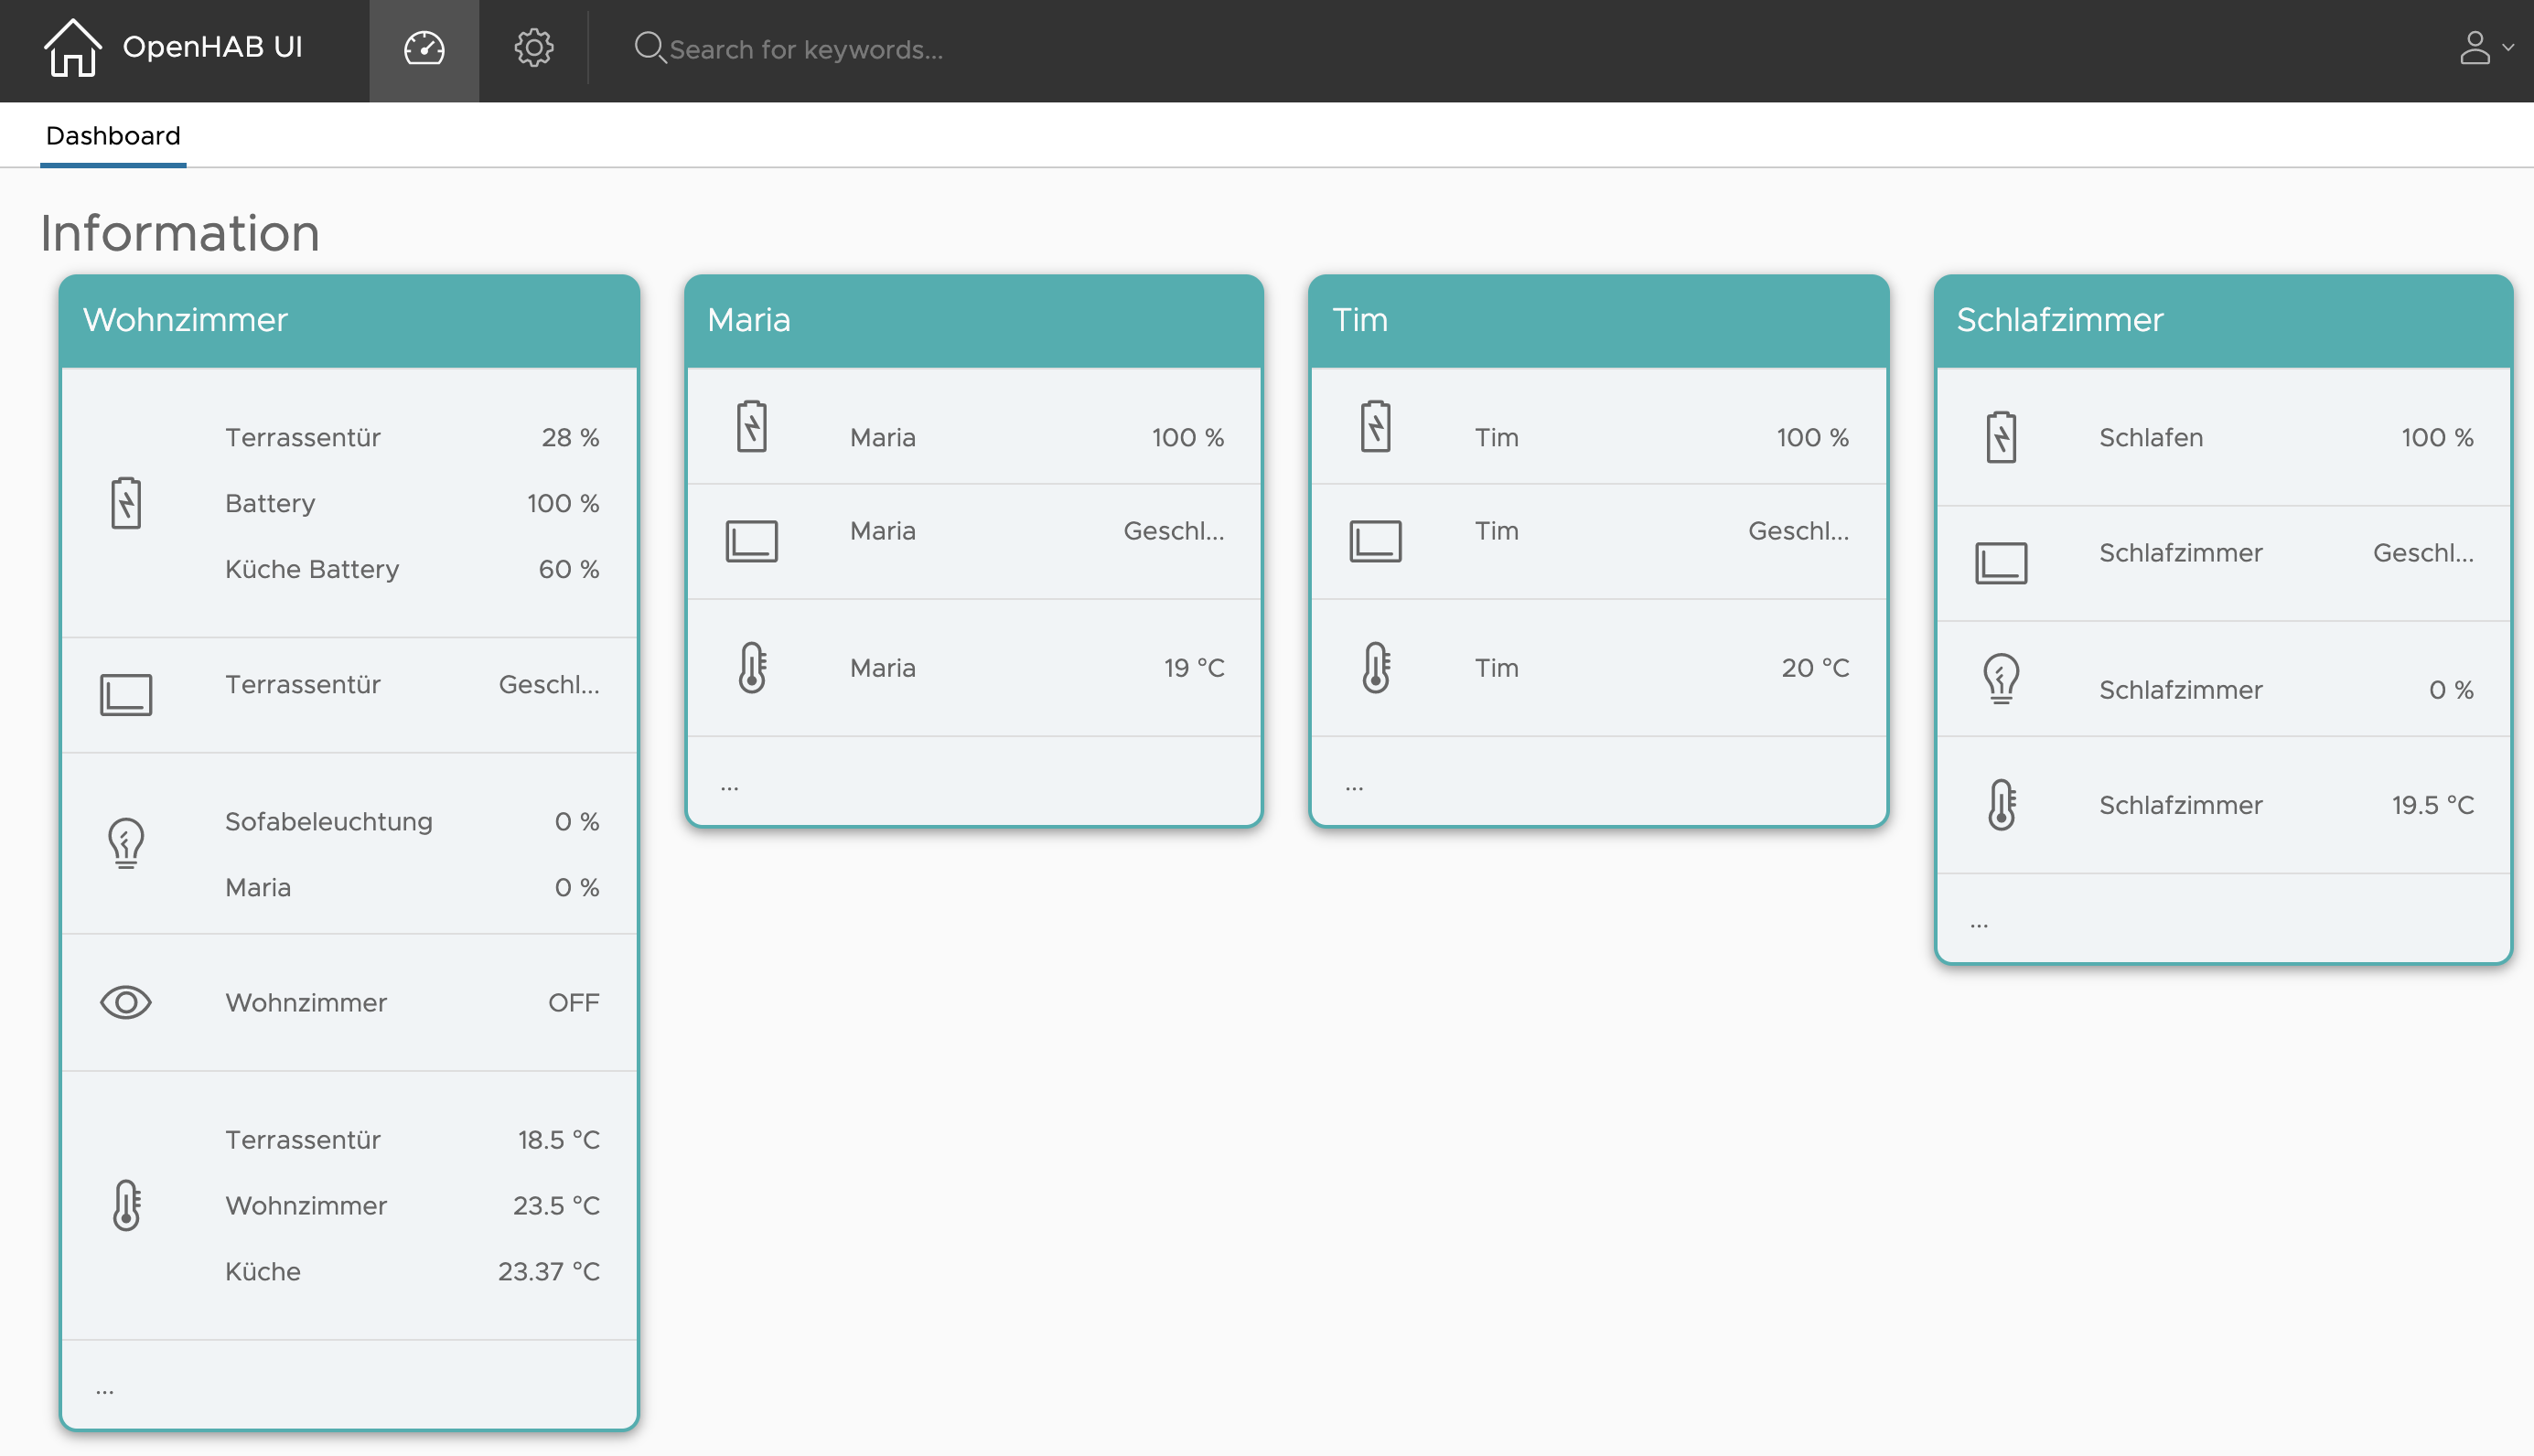 OpenHAB UI
Search for keywords...
Dashboard
Information
Wohnzimmer
Terrassentür 28 %
Battery 100 %
Küche Battery 60 %
Terrassentür Geschl...
Sofabeleuchtung 0 %
Maria 0 %
Wohnzimmer OFF
Terrassentür 18.5 °C
Wohnzimmer 23.5 °C
Küche 23.37 °C
...
Maria
Maria 100 %
Maria Geschl...
Maria 19 °C
...
Tim
Tim 100 %
Tim Geschl...
Tim 20 °C
...
Schlafzimmer
Schlafen 100 %
Schlafzimmer Geschl...
Schlafzimmer 0 %
Schlafzimmer 19.5 °C
...